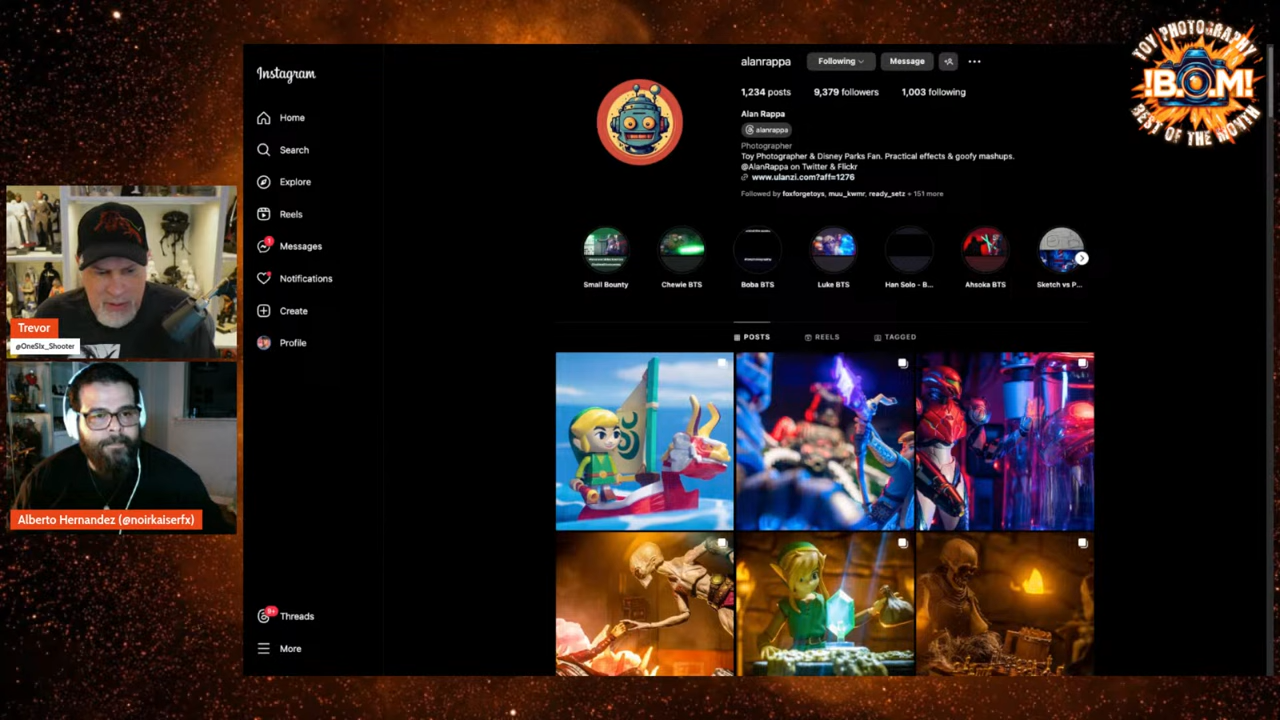 TOY PHOTOGRAPHY
!B.O.M!
BEST OF THE MONTH
Instagram
Home
Search
Explore
Reels
Messages
Notifications
Create
Profile
Threads
9+
More
alanrappa
Following
Message
1,234 posts
9,379 followers
1,003 following
Alan Rappa
alanrappa
Photographer
Toy Photographer & Disney Parks Fan. Practical effects & goofy mashups.
@AlanRappa on Twitter & Flickr
www.ulanzi.com?aff=1276
Followed by foxforgetoys, muu_kwmr, ready_setz + 151 more
Small Bounty
Chewie BTS
Boba BTS
Luke BTS
Han Solo - B...
Ahsoka BTS
Sketch vs P...
POSTS
REELS
TAGGED
Trevor
@OneSIx_Shooter
Alberto Hernandez (@noirkaiserfx)